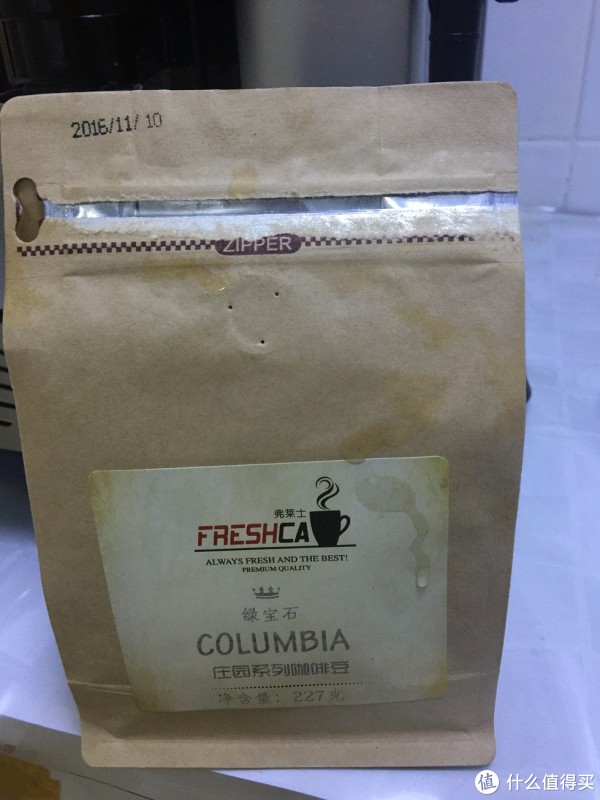 2016/11/10
ZIPPER
弗莱士
FRESHCA
ALWAYS FRESH AND THE BEST!
PREMIUM QUALITY
绿宝石
COLUMBIA
庄园系列咖啡豆
净含量：227克
值 什么值得买